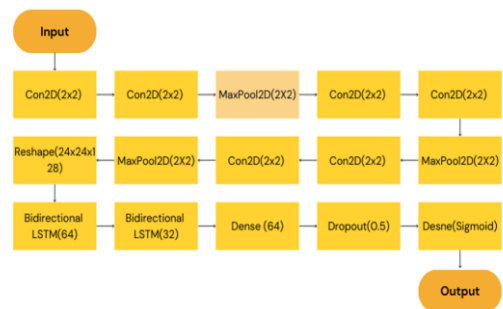 Input
Con2D(2x2)
Con2D(2x2)
MaxPool2D(2X2)
Con2D(2x2)
Con2D(2x2)
MaxPool2D(2X2)
Con2D(2x2)
Con2D(2x2)
MaxPool2D(2X2)
Reshape(24x24x1
28)
Bidirectional
LSTM(64)
Bidirectional
LSTM(32)
Dense (64)
Dropout(0.5)
Desne(Sigmoid)
Output